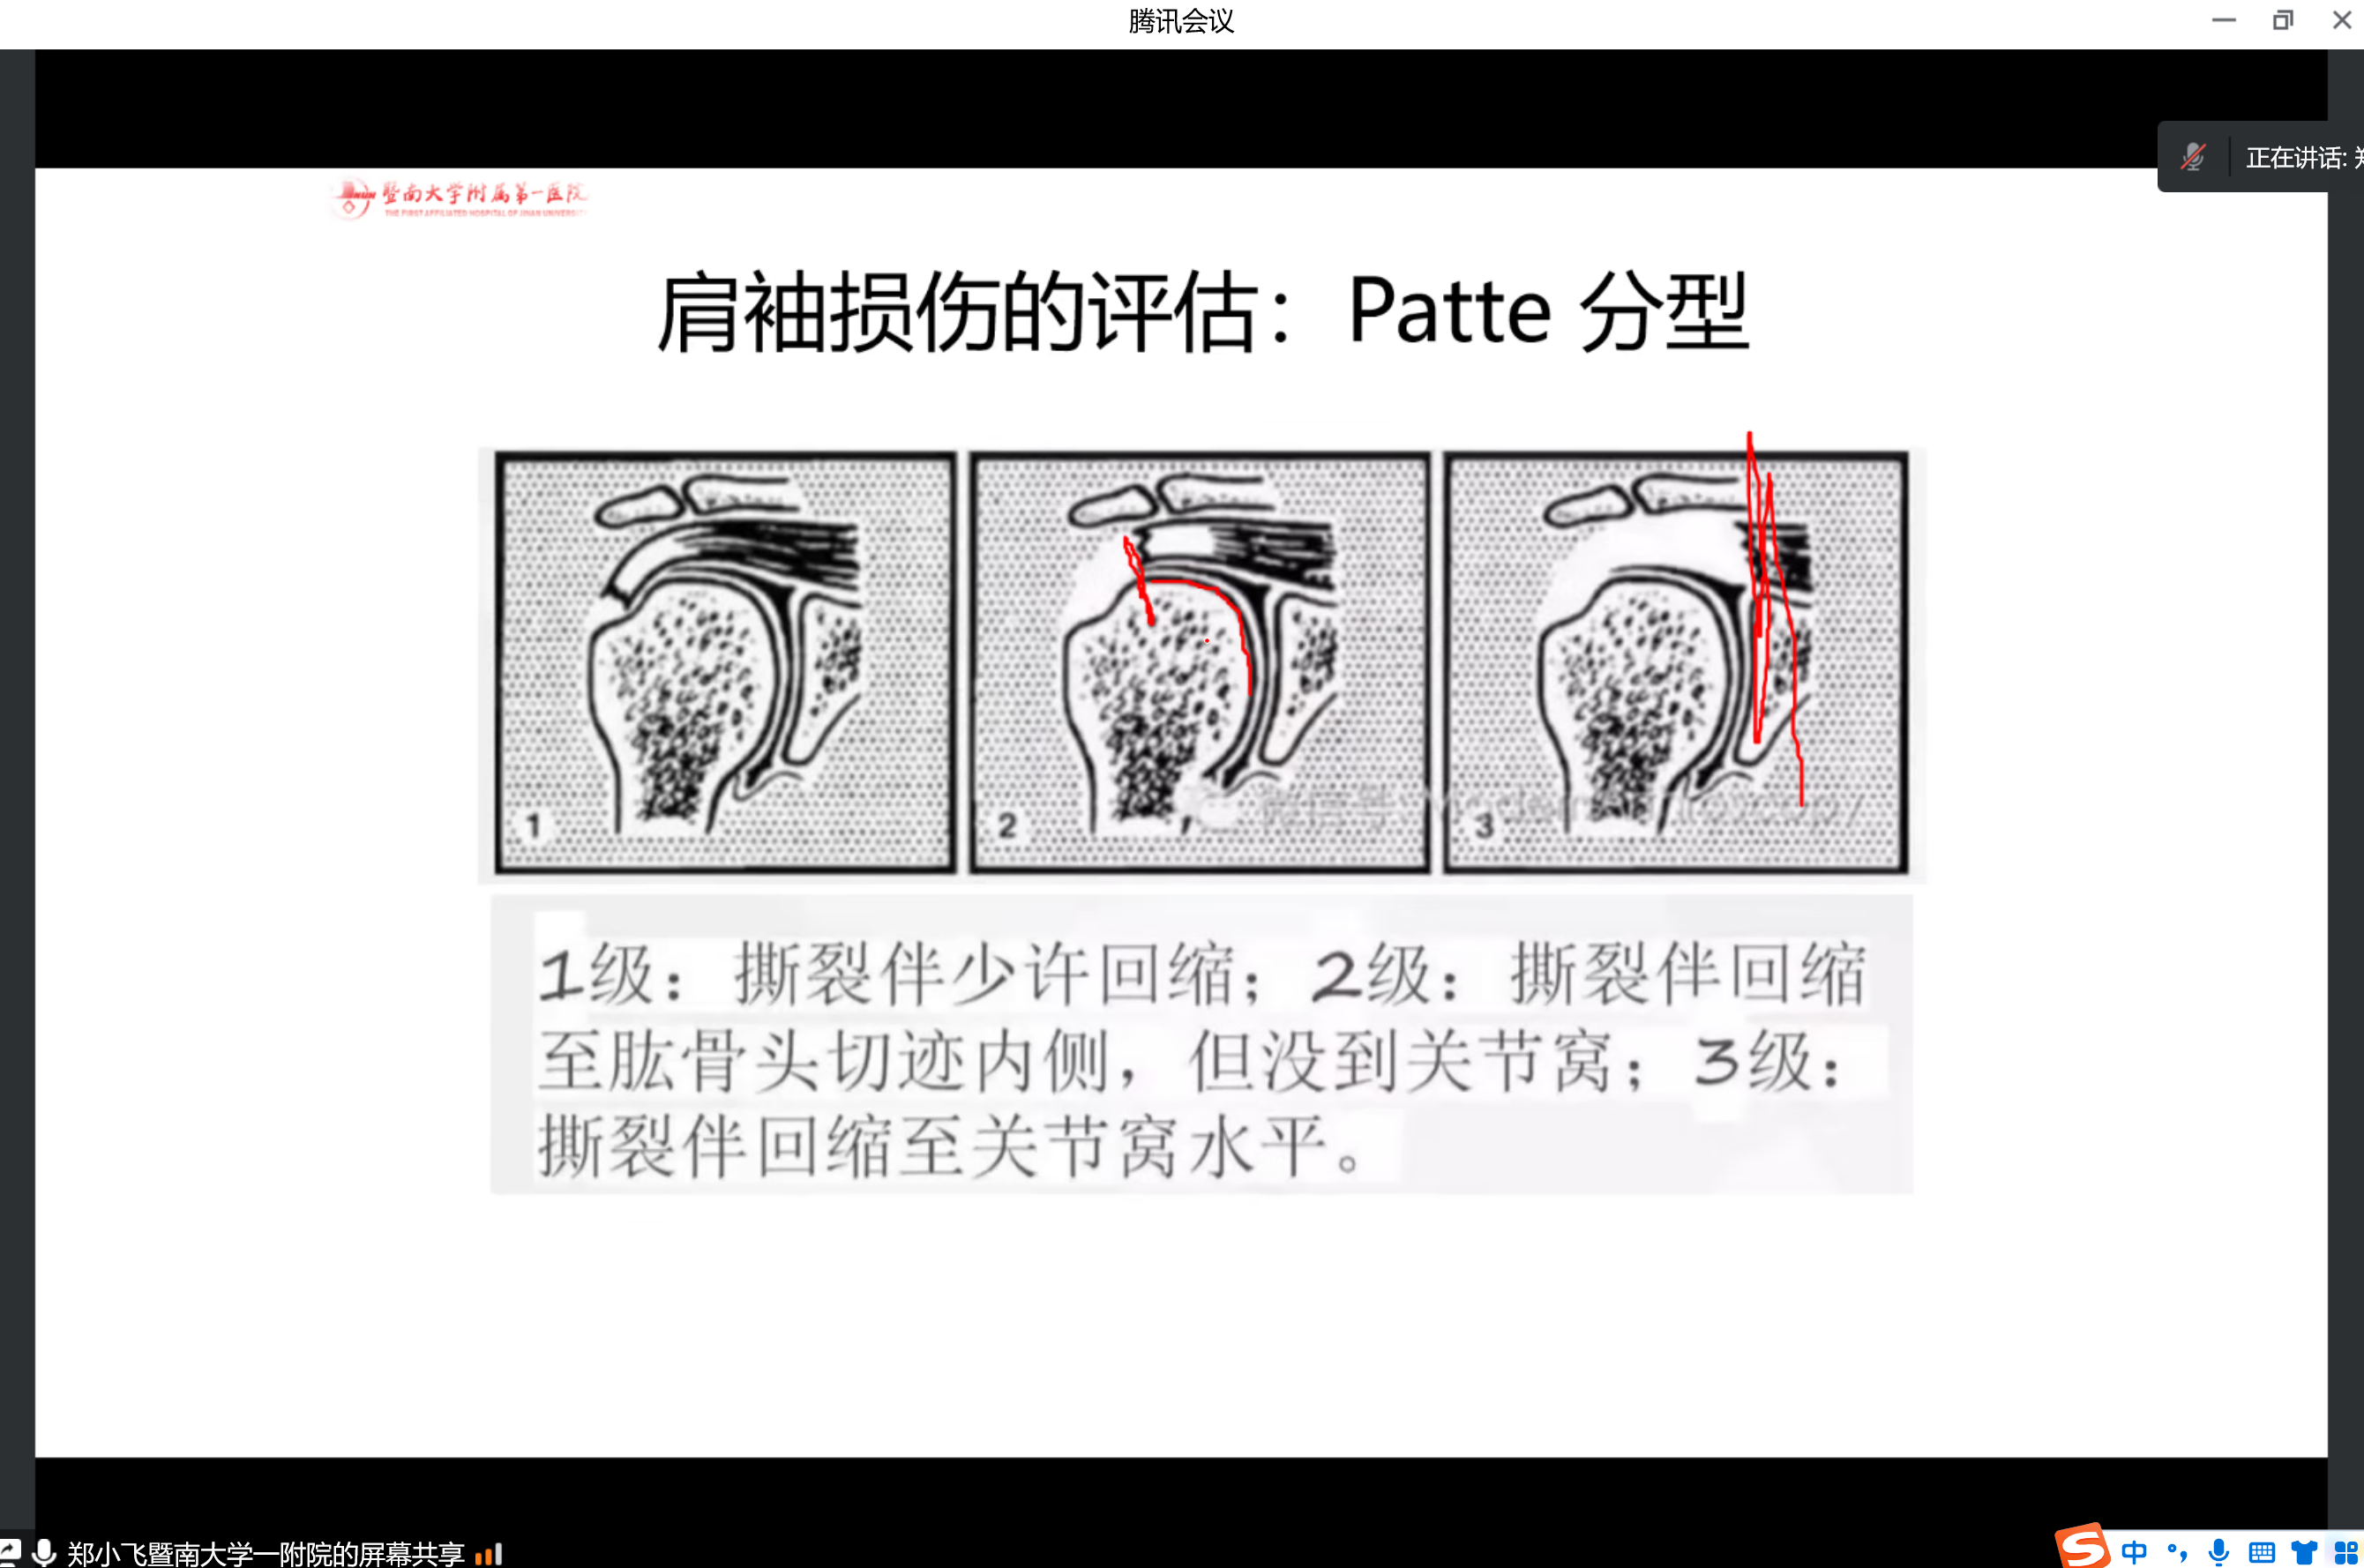 腾讯会议
正在讲话:
暨南大学附属第一医院
THE FIRST AFFILIATED HOSPITAL OF JINAN UNIVERSITY
肩袖损伤的评估：Patte 分型
1
2
3
微信号:
1级：撕裂伴少许回缩；2级：撕裂伴回缩
至肱骨头切迹内侧，但没到关节窝；3级：
撕裂伴回缩至关节窝水平。
郑小飞暨南大学一附院的屏幕共享
中